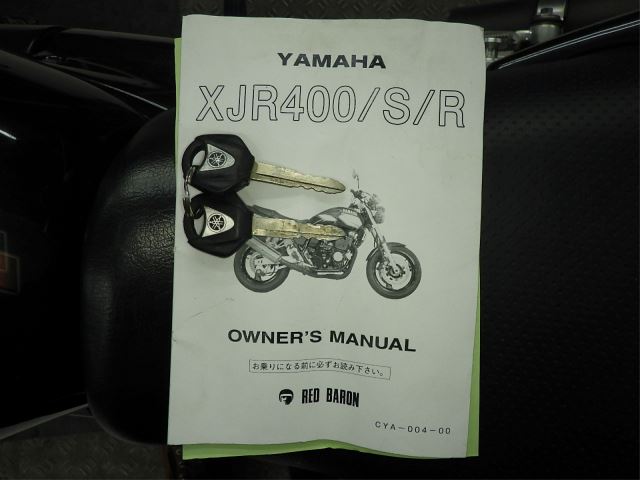 YAMAHA
XJR400/S/R
OWNER'S MANUAL
お乗りになる前に必ずお読み下さい。
RED BARON
CYA-D04-00